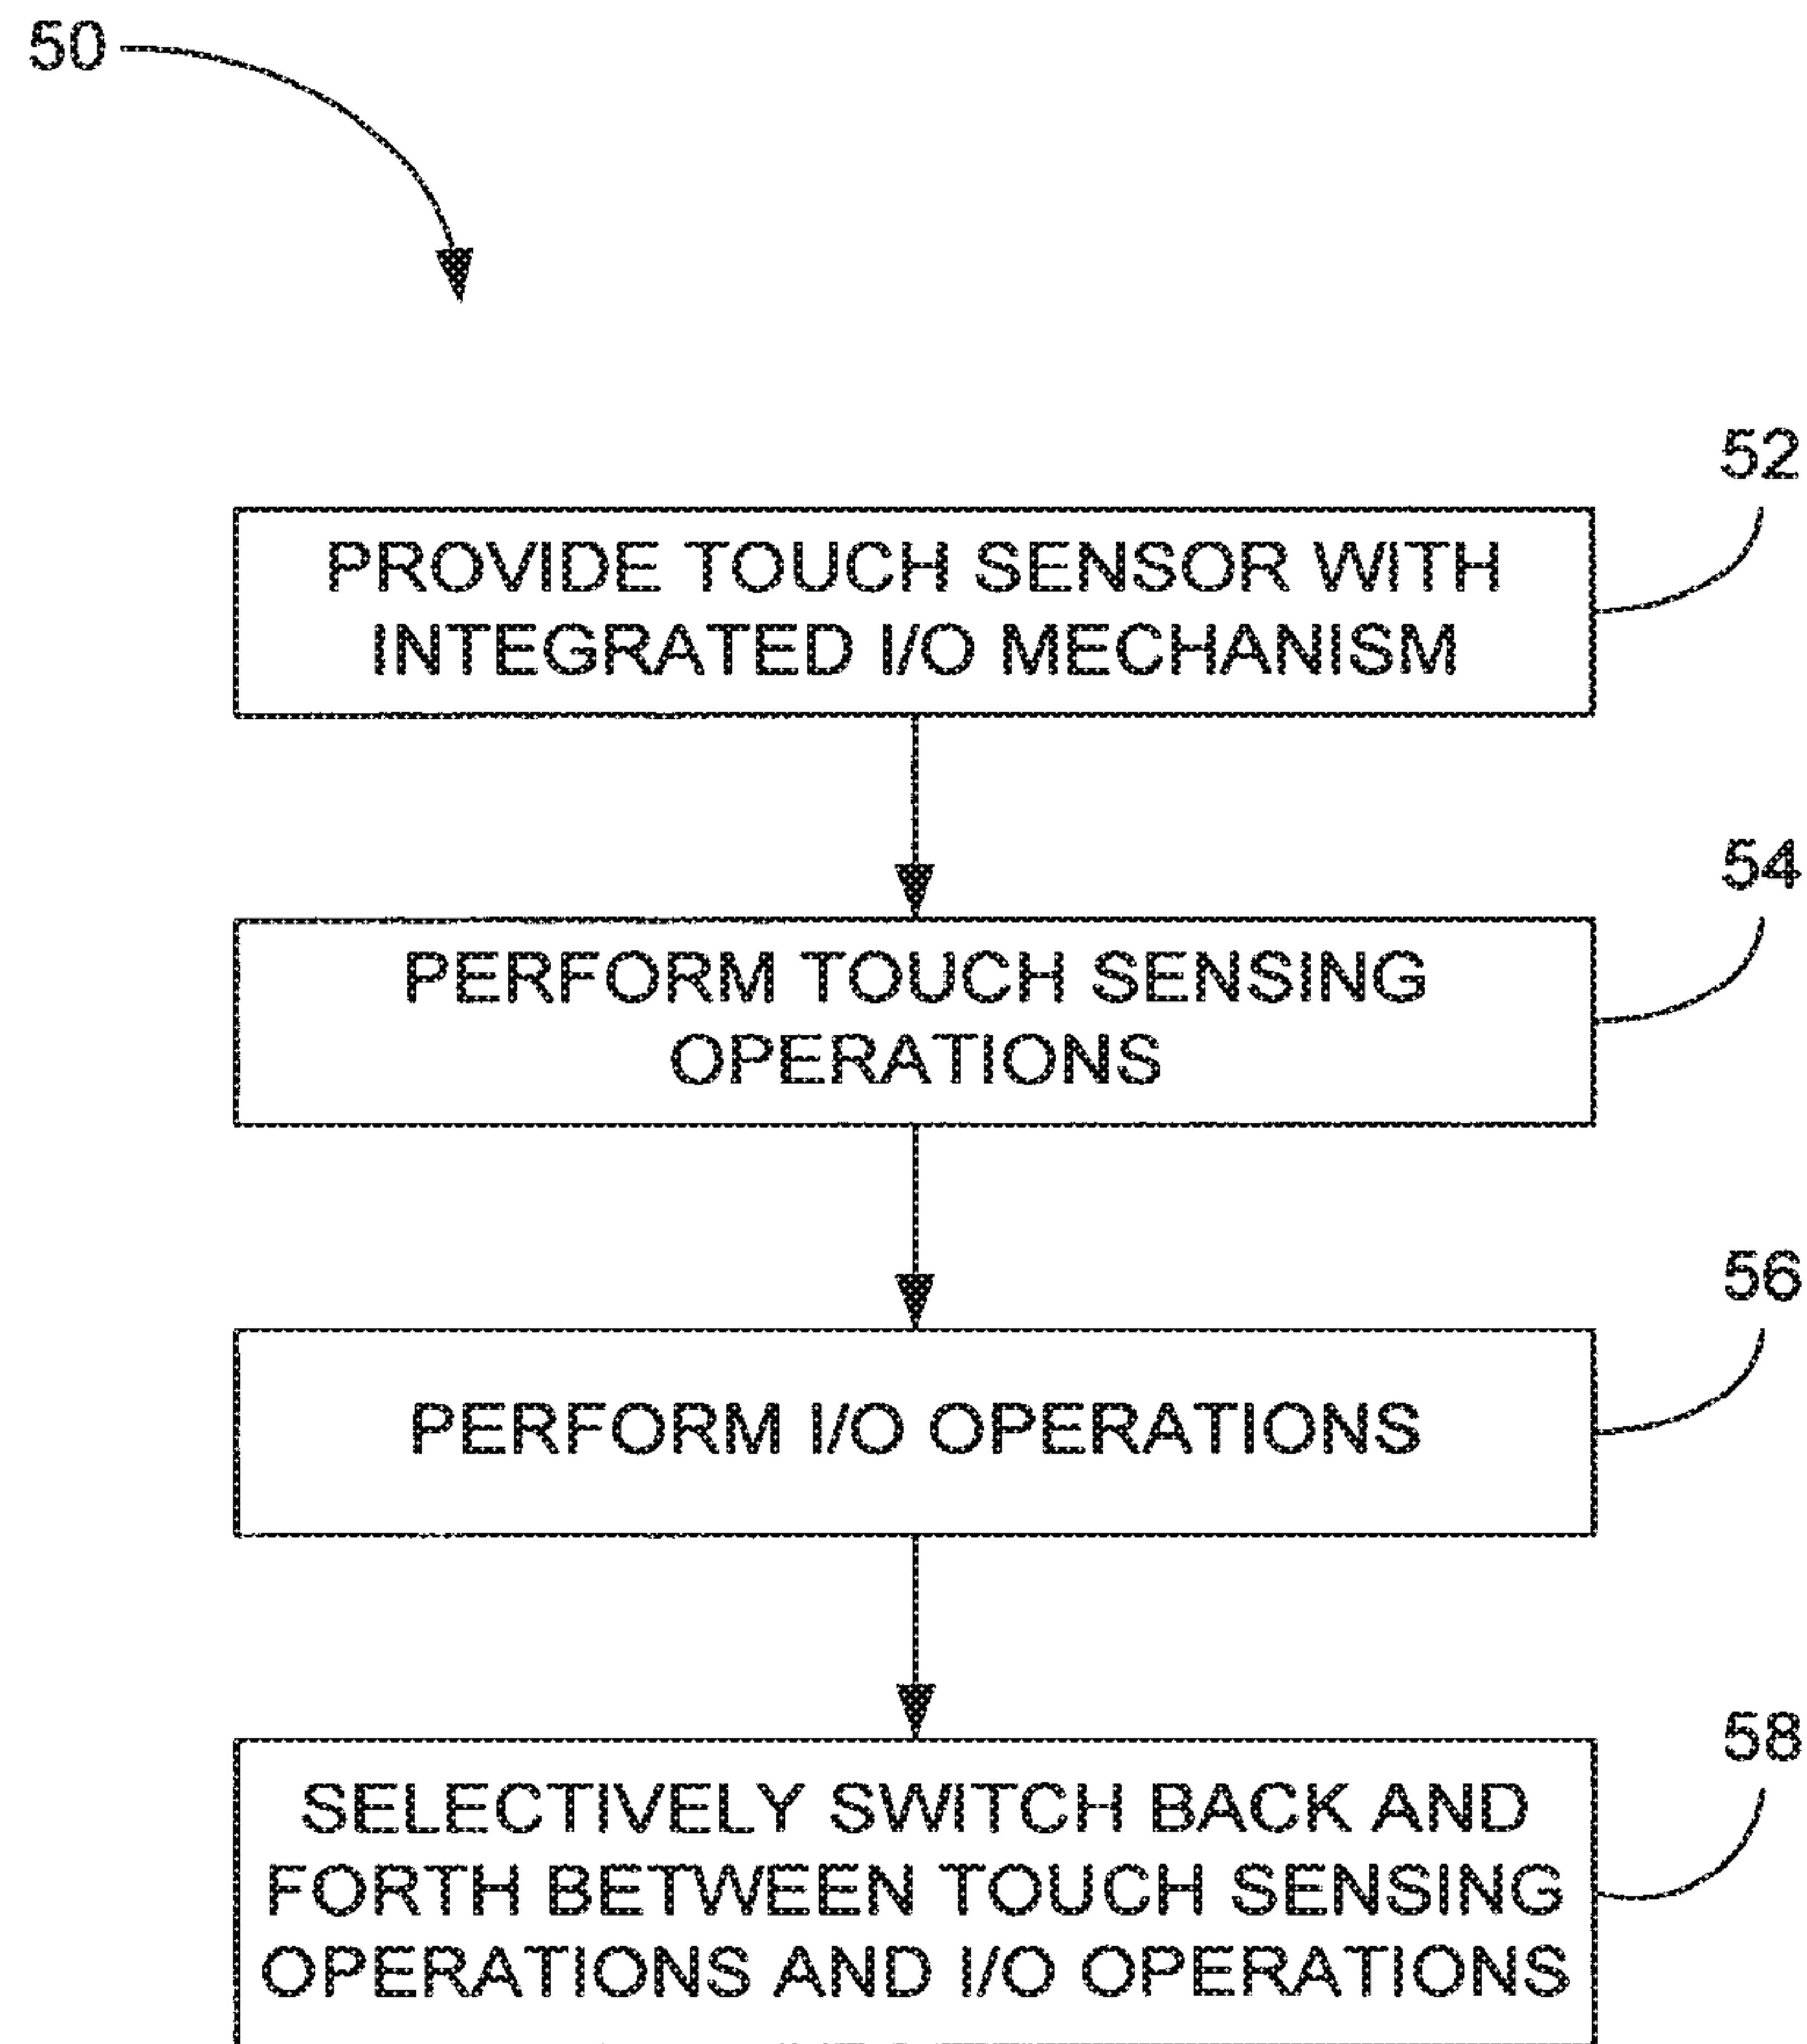 50
52
PROVIDE TOUCH SENSOR WITH
INTEGRATED I/O MECHANISM
54
PERFORM TOUCH SENSING
OPERATIONS
56
PERFORM I/O OPERATIONS
58
SELECTIVELY SWITCH BACK AND
FORTH BETWEEN TOUCH SENSING
OPERATIONS AND I/O OPERATIONS